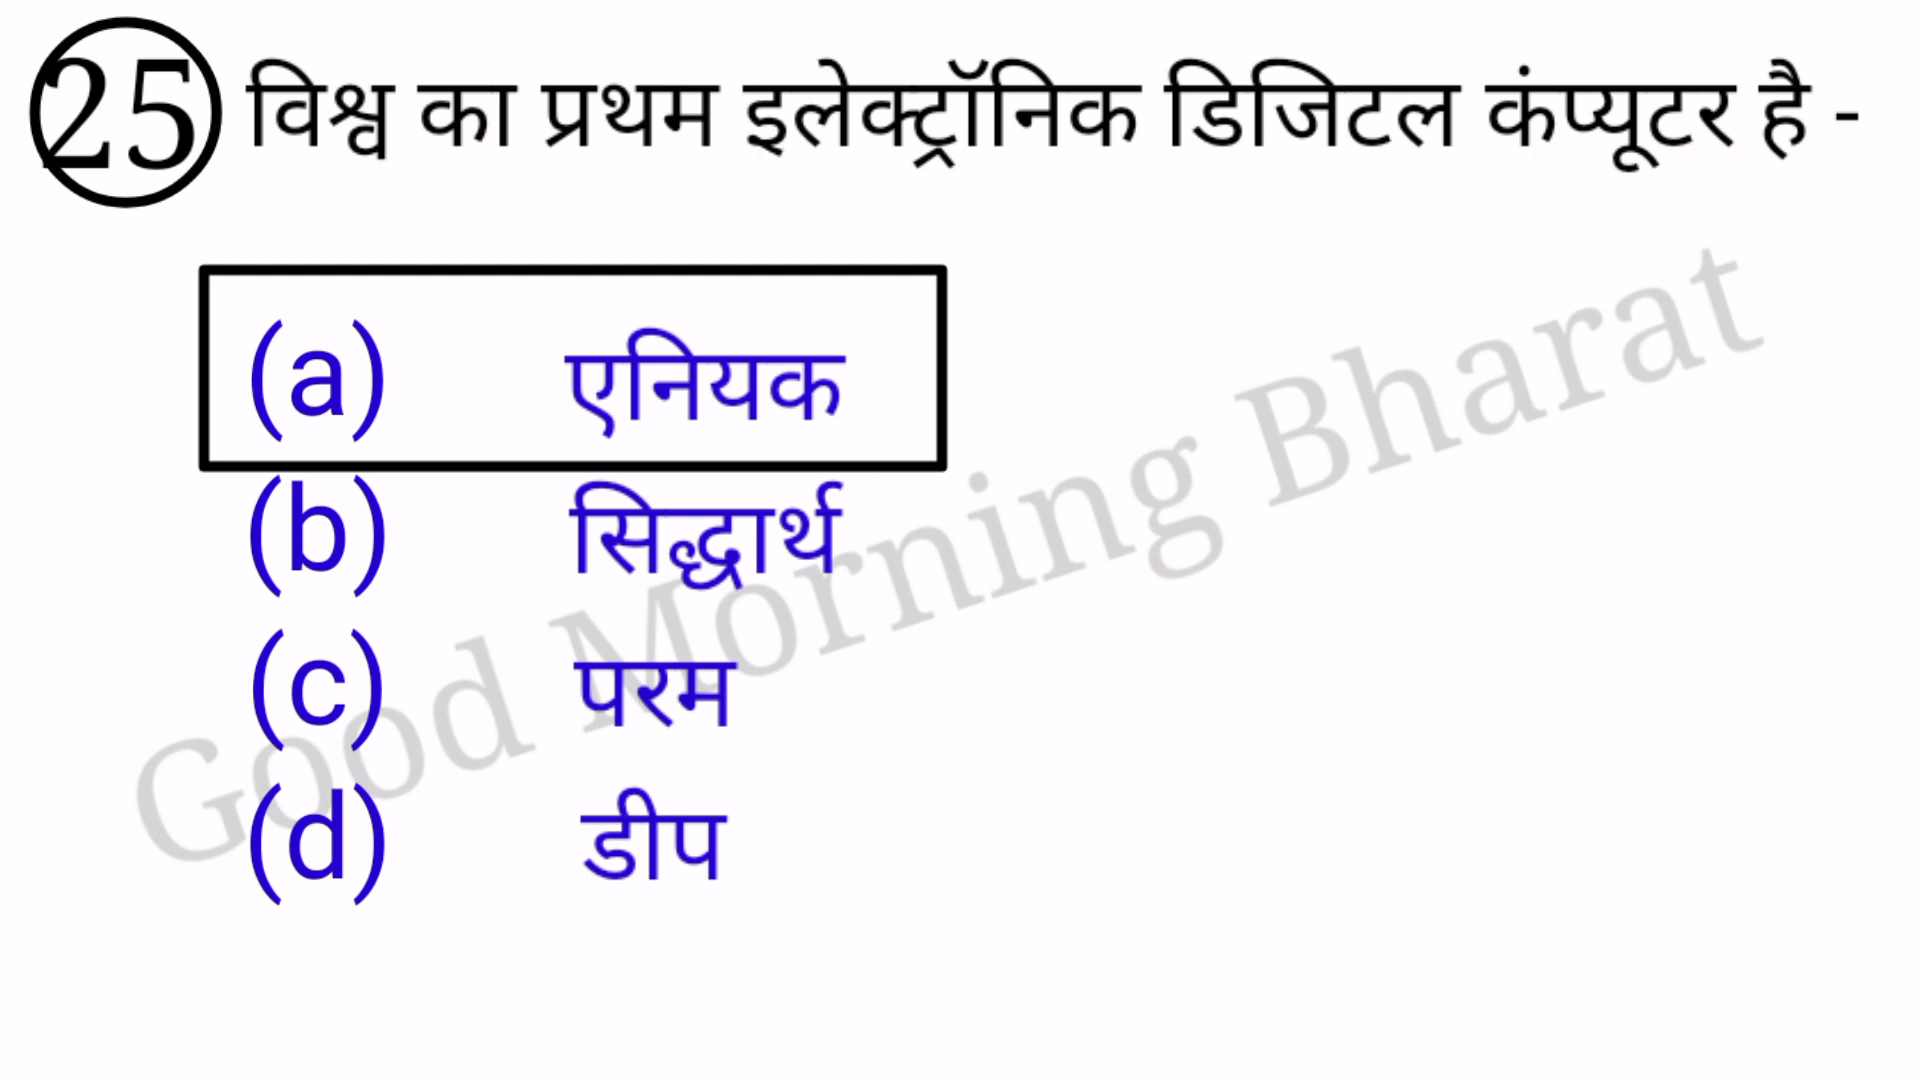 25 विश्व का प्रथम इलेक्ट्रॉनिक डिजिटल कंप्यूटर है -
(a) एनियक
(b) सिद्धार्थ
(c) परम
(d) डीप
Good Morning Bharat